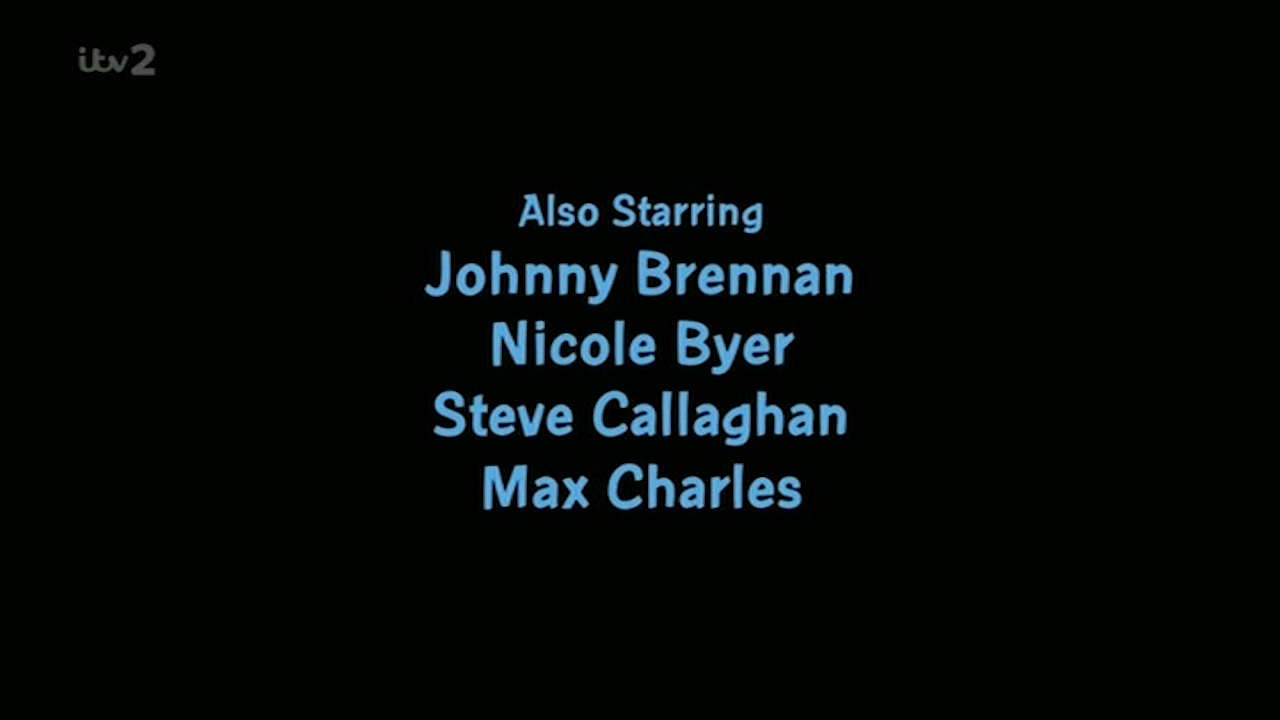 itv2
Also Starring
Johnny Brennan
Nicole Byer
Steve Callaghan
Max Charles